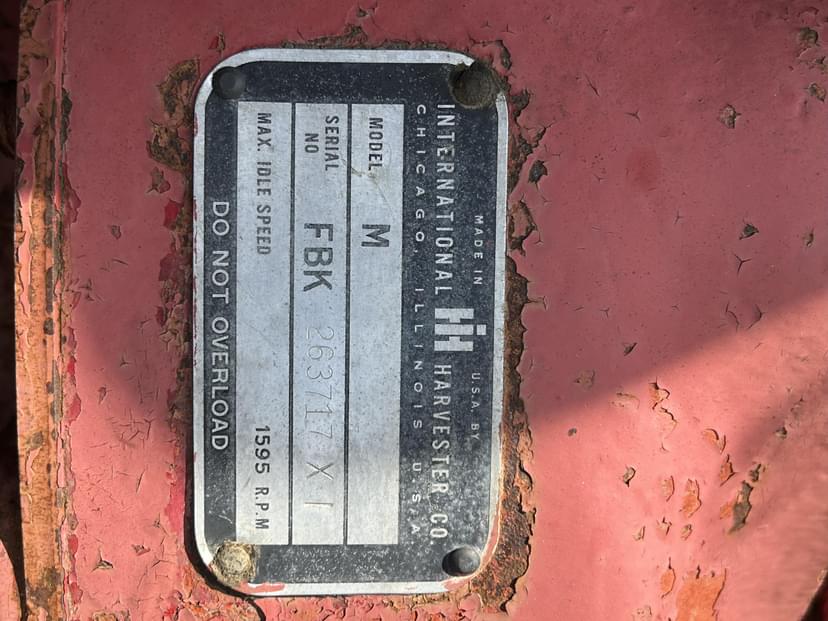 MADE IN U.S.A. BY
INTERNATIONAL IH HARVESTER CO
CHICAGO, ILLINOIS U.S.A
MODEL M
SERIAL NO FBK 263717 X 1
MAX. IDLE SPEED 1595 R.P.M
DO NOT OVERLOAD